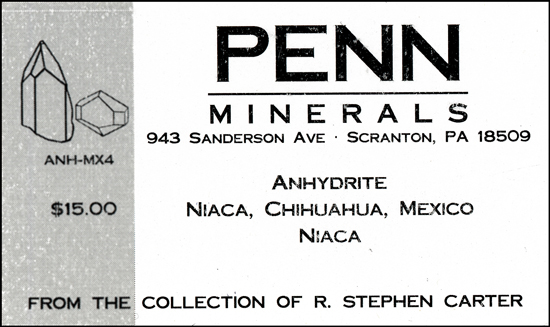 PENN
MINERALS
943 SANDERSON AVE · SCRANTON, PA 18509
ANH-MX4
$15.00
ANHYDRITE
NIACA, CHIHUAHUA, MEXICO
NIACA
FROM THE COLLECTION OF R. STEPHEN CARTER